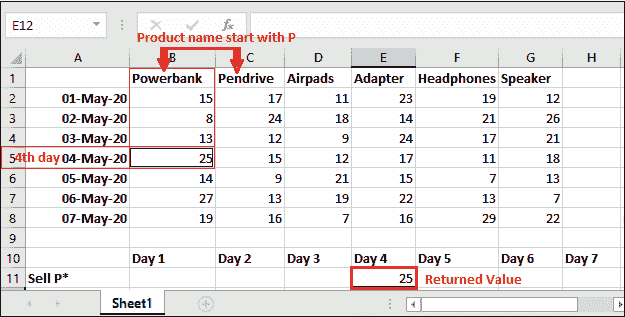 E12 fx
Product name start with P
A B C D E F G H
1 Powerbank Pendrive Airpads Adapter Headphones Speaker
2 01-May-20 15 17 11 23 19 12
3 02-May-20 8 24 18 14 21 26
4 03-May-20 13 12 9 24 17 21
5 4th day 04-May-20 25 15 12 17 11 18
6 05-May-20 14 9 21 15 7 13
7 06-May-20 27 13 19 22 13 7
8 07-May-20 19 16 7 16 29 22
9
10 Day 1 Day 2 Day 3 Day 4 Day 5 Day 6 Day 7
11 Sell P* 25 Returned Value
Sheet1